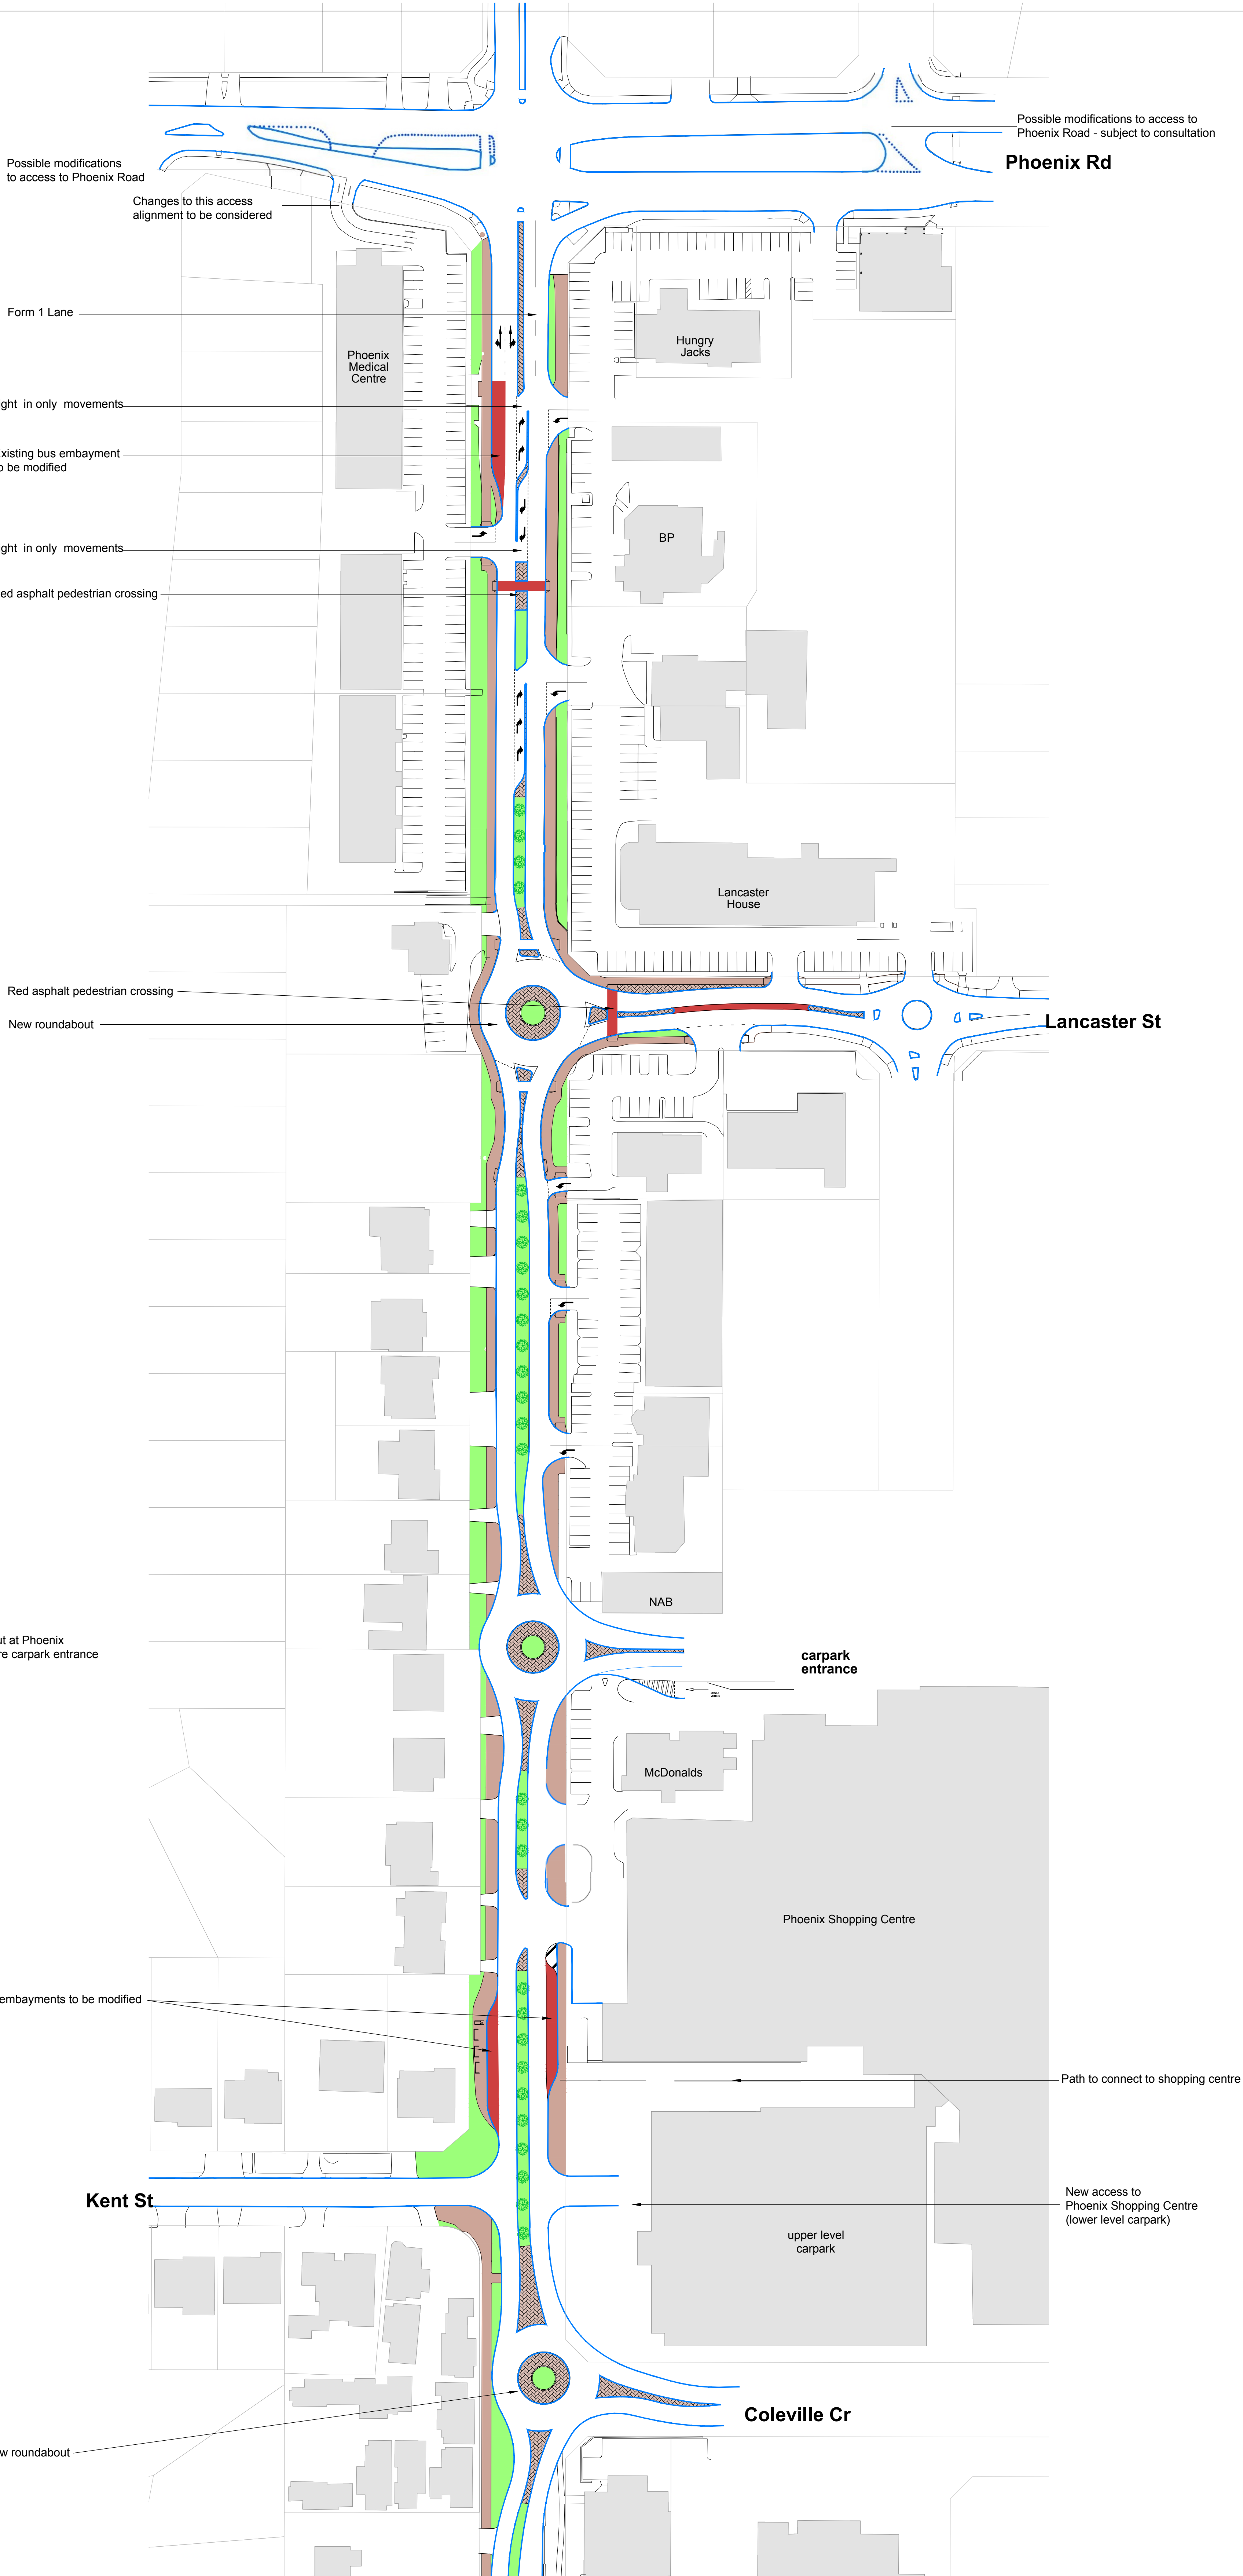 Possible modifications to access to
Phoenix Road - subject to consultation
Phoenix Rd
Possible modifications
to access to Phoenix Road
Changes to this access
alignment to be considered
Form 1 Lane
Phoenix
Medical
Centre
Hungry
Jacks
ght in only movements
xisting bus embayment
o be modified
BP
ght in only movements
ed asphalt pedestrian crossing
Lancaster
House
Red asphalt pedestrian crossing
New roundabout
Lancaster St
NAB
ut at Phoenix
re carpark entrance
carpark
entrance
McDonalds
Phoenix Shopping Centre
embayments to be modified
Path to connect to shopping centre
Kent St
New access to
Phoenix Shopping Centre
(lower level carpark)
upper level
carpark
Coleville Cr
w roundabout